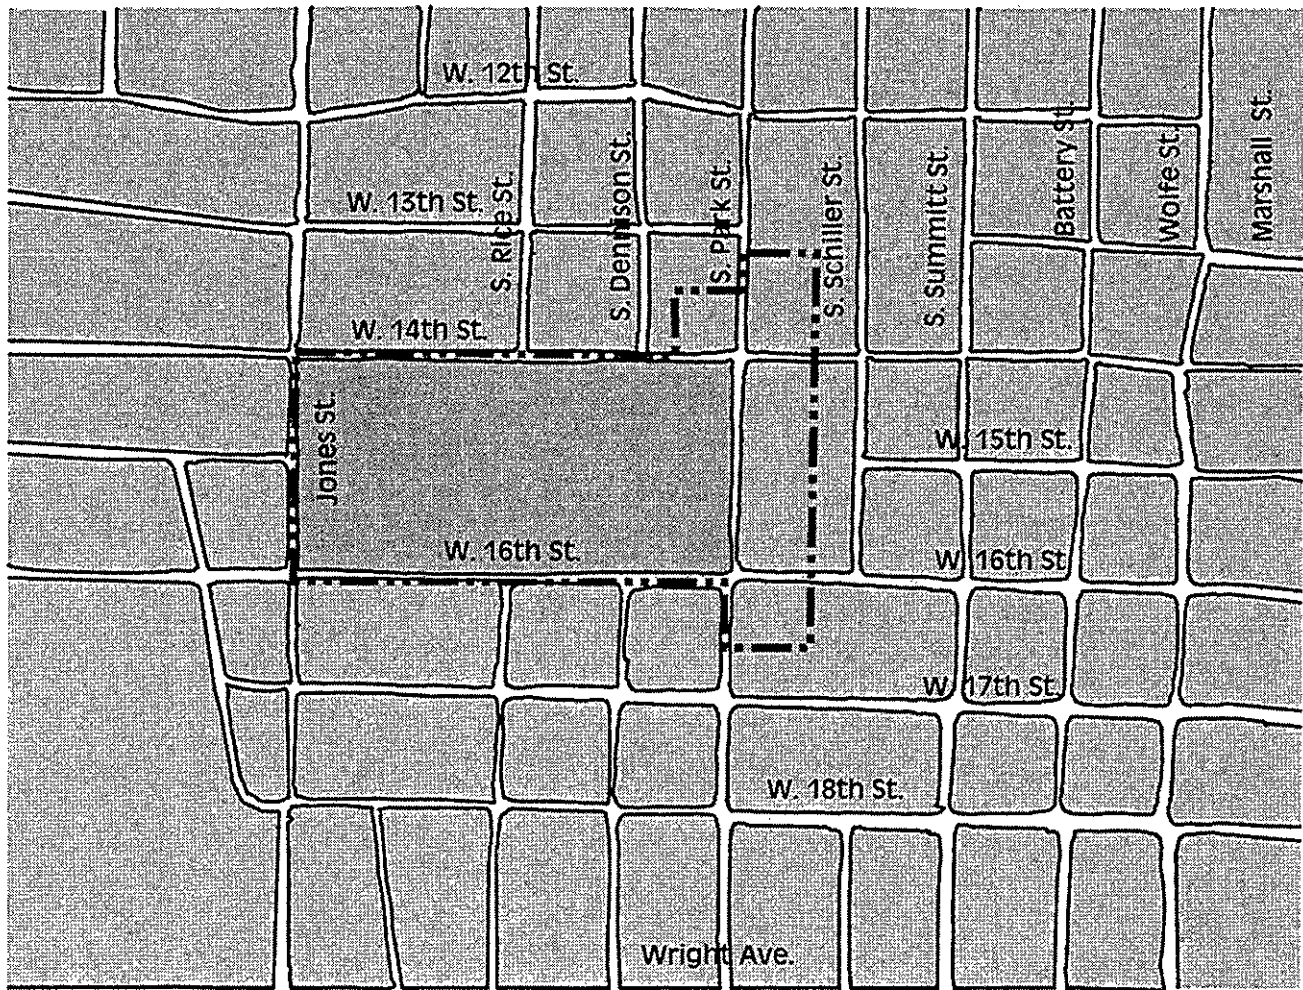 W. 12th St.
Marshall St.
Battery St.
Wolfe St.
S. Dennison St.
S. Park St.
S. Schiller St.
S. Summitt St.
S. Rice St.
W. 13th St.
W. 14th St.
Jones St.
W. 15th St.
W. 16th St.
W. 16th St
W. 17th St.
W. 18th St.
Wright Ave.